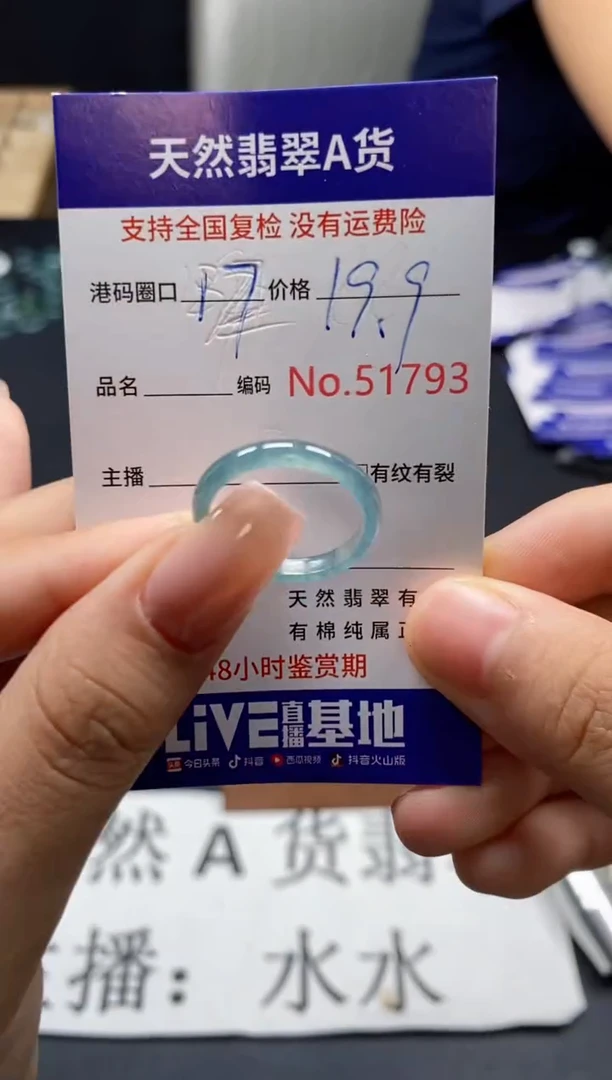 天然翡翠A货
支持全国复检 没有运费险
港码圈口 17 价格 19.9
品名 编码 No.51793
主播 有纹有裂
天然翡翠有
有棉纯属正
48小时鉴赏期
LiVE直播基地
今日头条 抖音 西瓜视频 抖音火山版
然A货翡
播：水水